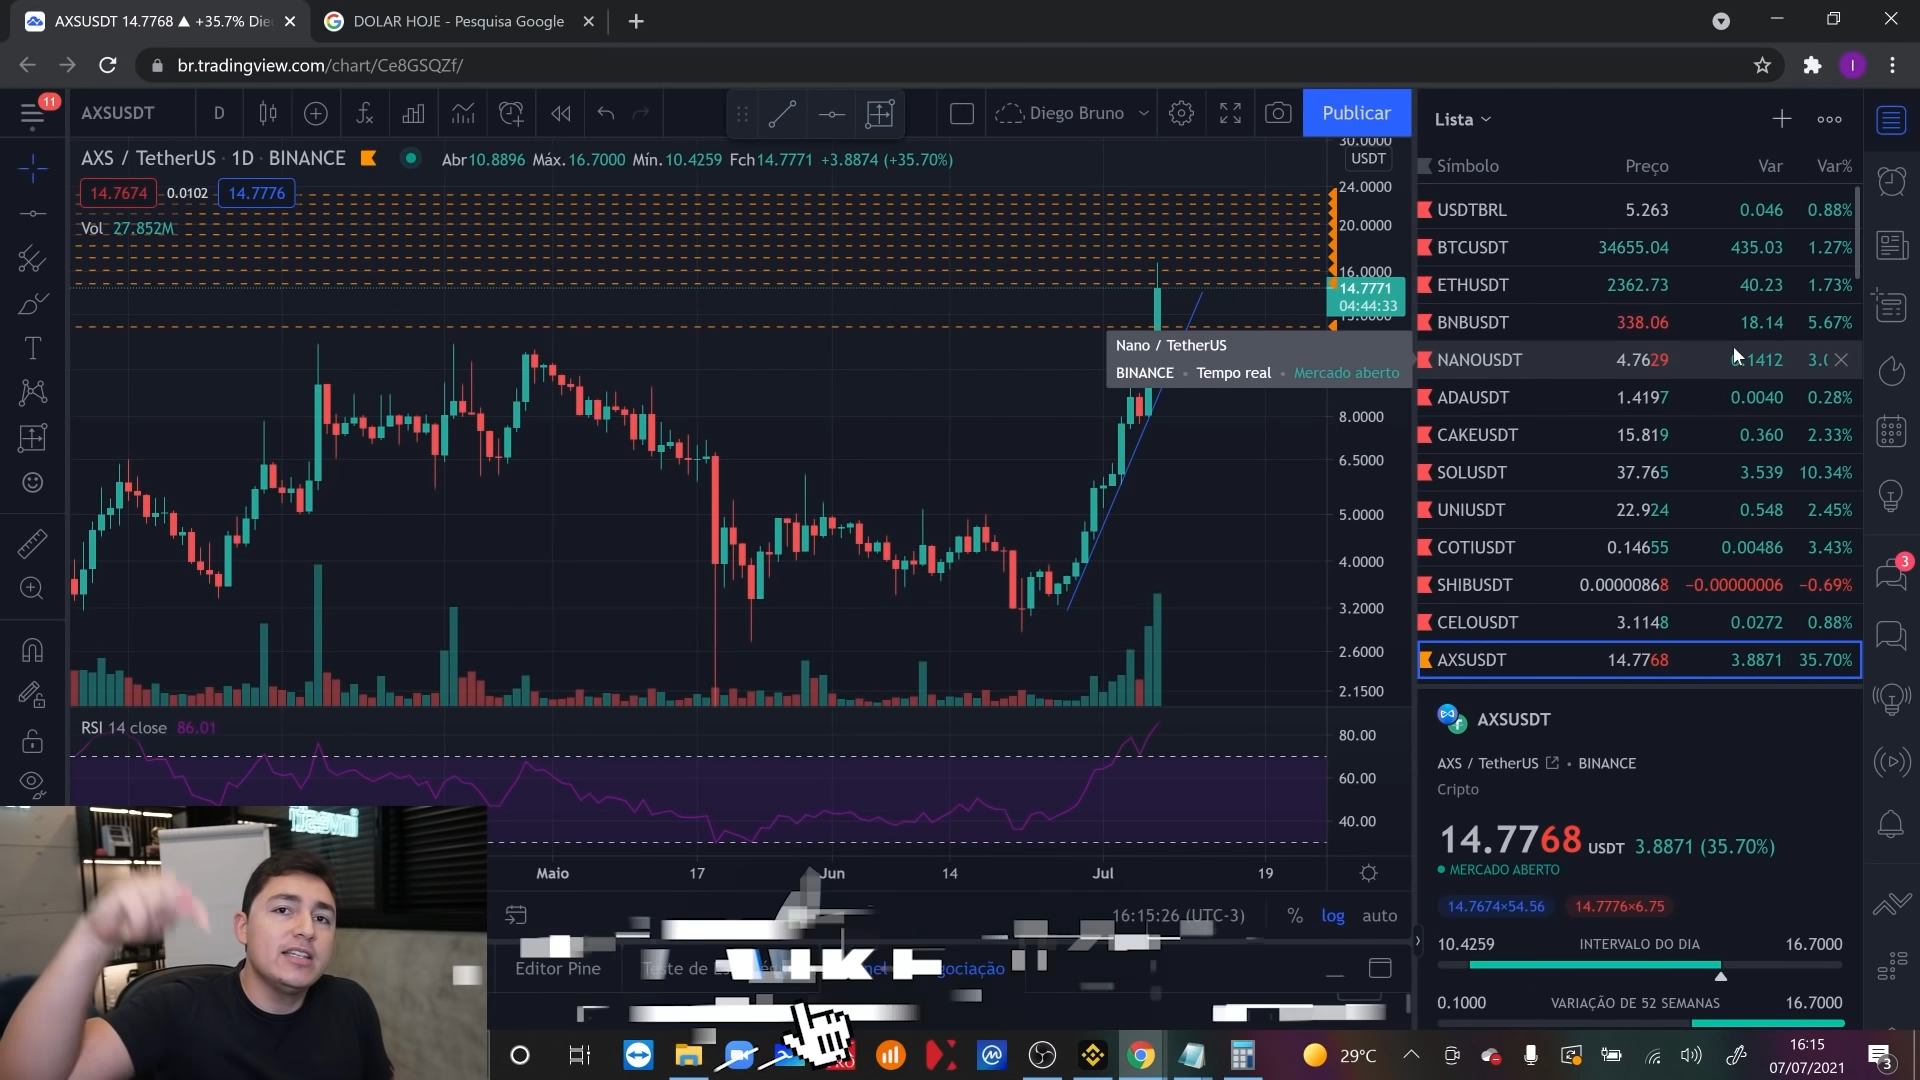 AXSUSDT 14.7768 ▲ +35.7% Die
DOLAR HOJE - Pesquisa Google
br.tradingview.com/chart/Ce8GSQZf/
11
AXSUSDT
D
Diego Bruno
Publicar
Lista
AXS / TetherUS · 1D · BINANCE
Abr10.8896 Máx.16.7000 Mín.10.4259 Fch14.7771 +3.8874 (+35.70%)
14.7674
0.0102
14.7776
Vol 27.852M
30.0000
USDT
24.0000
20.0000
16.0000
14.7771
04:44:33
8.0000
6.5000
5.0000
4.0000
3.2000
2.6000
2.1500
Nano / TetherUS
BINANCE • Tempo real • Mercado aberto
RSI 14 close 86.01
80.00
60.00
40.00
Maio
17
Jun
14
Jul
19
16:15:26 (UTC-3)
%
log
auto
Editor Pine
Símbolo Preço Var Var%
USDTBRL 5.263 0.046 0.88%
BTCUSDT 34655.04 435.03 1.27%
ETHUSDT 2362.73 40.23 1.73%
BNBUSDT 338.06 18.14 5.67%
NANOUSDT 4.7629 0.1412 3.0
ADAUSDT 1.4197 0.0040 0.28%
CAKEUSDT 15.819 0.360 2.33%
SOLUSDT 37.765 3.539 10.34%
UNIUSDT 22.924 0.548 2.45%
COTIUSDT 0.14655 0.00486 3.43%
SHIBUSDT 0.00000868 −0.00000006 −0.69%
CELOUSDT 3.1148 0.0272 0.88%
AXSUSDT 14.7768 3.8871 35.70%
AXSUSDT
AXS / TetherUS • BINANCE
Cripto
14.7768 USDT 3.8871 (35.70%)
MERCADO ABERTO
14.7674×54.56
14.7776×6.75
10.4259 INTERVALO DO DIA 16.7000
0.1000 VARIAÇÃO DE 52 SEMANAS 16.7000
3
29°C
16:15
07/07/2021
3